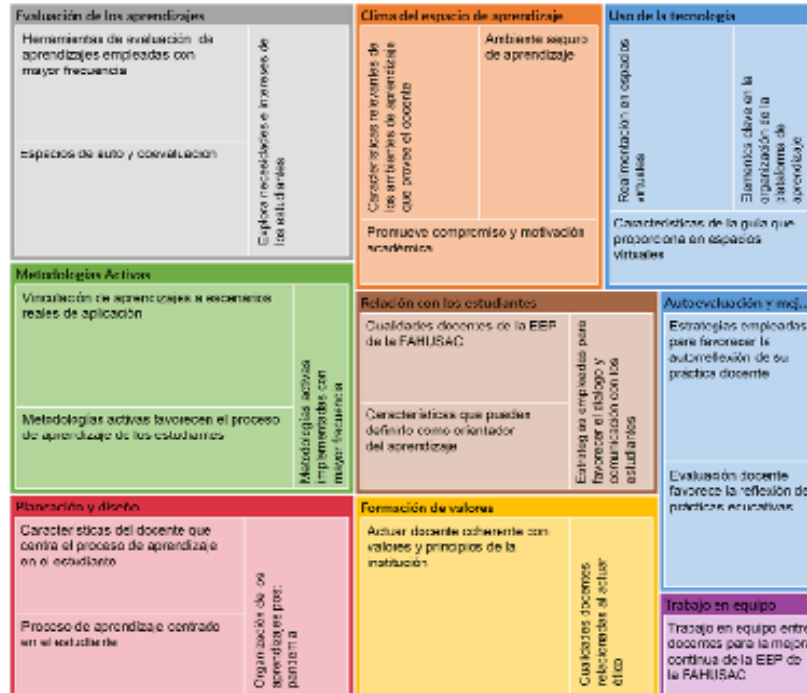 Evaluación de los aprendizajes
Herramientas de evaluación de
aprendizajes empleadas con
mayor frecuencia
Espacios de auto y coevaluación
Explora necesidades e intereses de
los estudiantes
Clima del espacio de aprendizaje
Características relevantes de
los ambientes de aprendizaje
que provee el docente
Ambiente seguro
de aprendizaje
Promueve compromiso y motivación
académica
Uso de la tecnología
Realimentación en espacios
virtuales
Elementos clave en la
organización de la
plataforma de
aprendizaje
Características de la guía que
proporciona en espacios
virtuales
Metodologías Activas
Vinculación de aprendizajes a escenarios
reales de aplicación
Metodologías activas favorecen el proceso
de aprendizaje de los estudiantes
Metodologías activas
implementadas con
mayor frecuencia
Relación con los estudiantes
Cualidades docentes de la EEP
de la FAHUSAC
Características que pueden
definirlo como orientador
del aprendizaje
Estrategias empleadas para
favorecer el diálogo y
comunicación con los
estudiantes
Autoevaluación y mej...
Estrategias empleadas
para favorecer la
autorreflexión de su
práctica docente
Evaluación docente
favorece la reflexión de
prácticas educativas
Planeación y diseño
Características del docente que
centra el proceso de aprendizaje
en el estudiante
Proceso de aprendizaje centrado
en el estudiante
Organización de los
aprendizajes post
pandemia
Formación de valores
Actuar docente coherente con
valores y principios de la
institución
Cualidades docentes
relacionadas al actuar
ético
Trabajo en equipo
Trabajo en equipo entre
docentes para la mejora
continua de la EEP de
la FAHUSAC